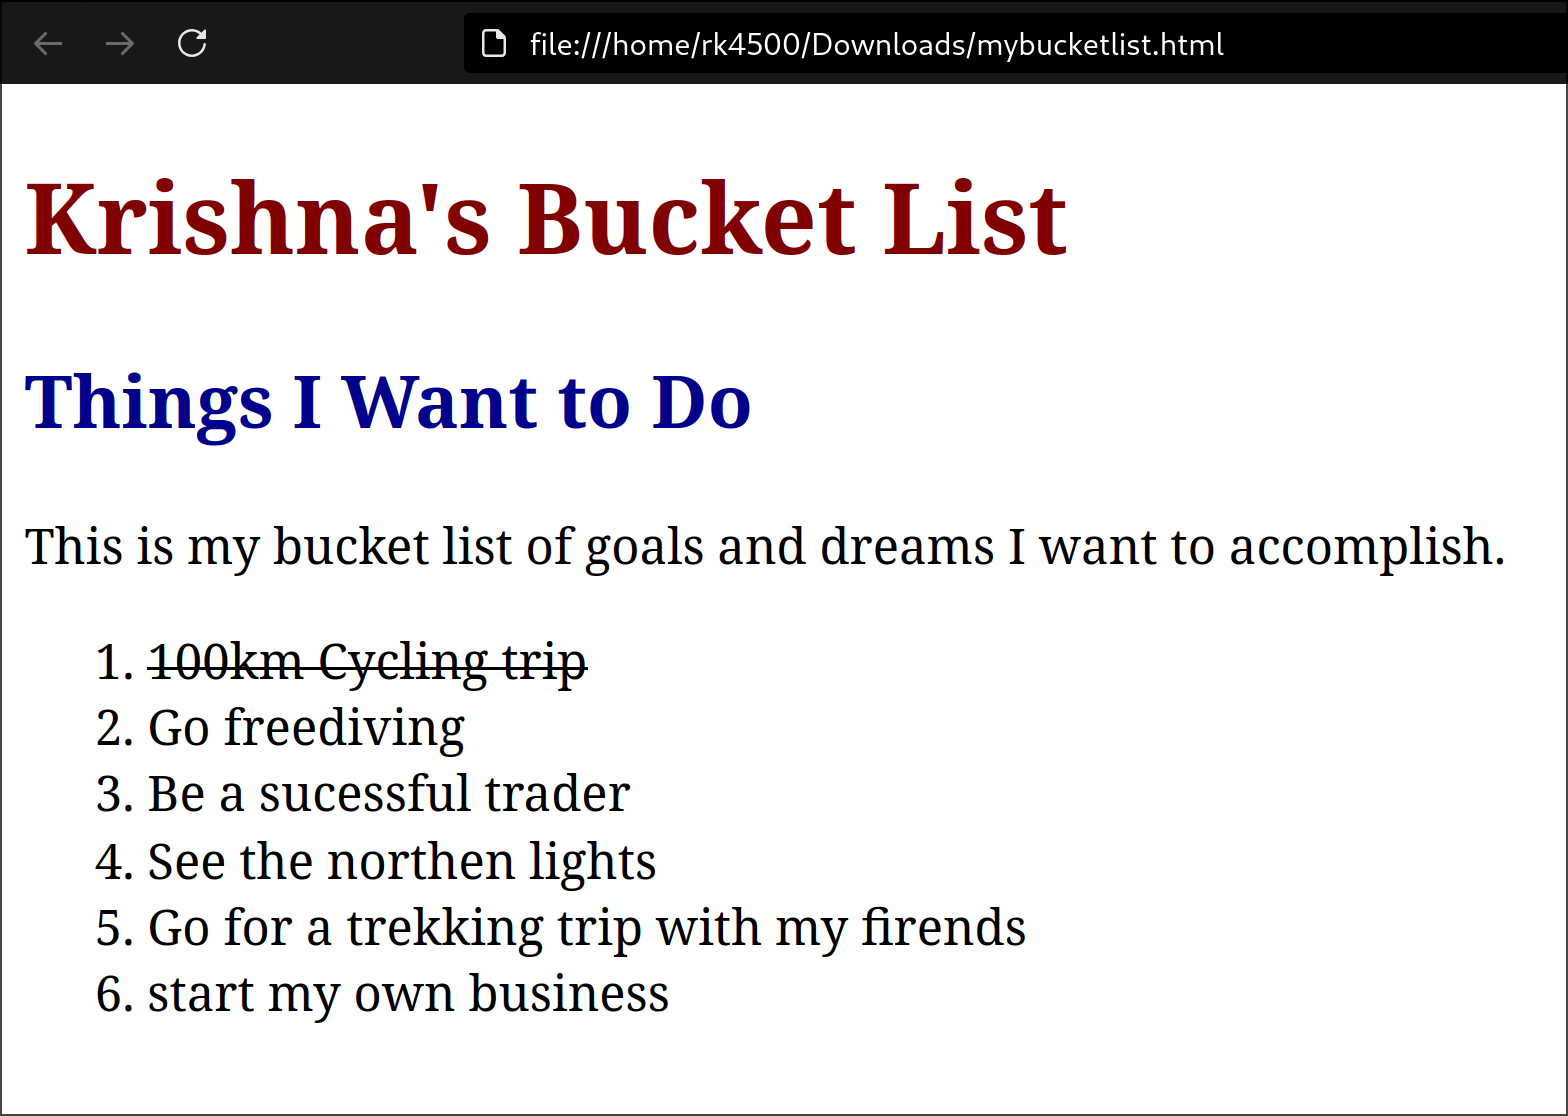 file:///home/rk4500/Downloads/mybucketlist.html
Krishna's Bucket List
Things I Want to Do
This is my bucket list of goals and dreams I want to accomplish.
1. 100km Cycling trip
2. Go freediving
3. Be a sucessful trader
4. See the northen lights
5. Go for a trekking trip with my firends
6. start my own business